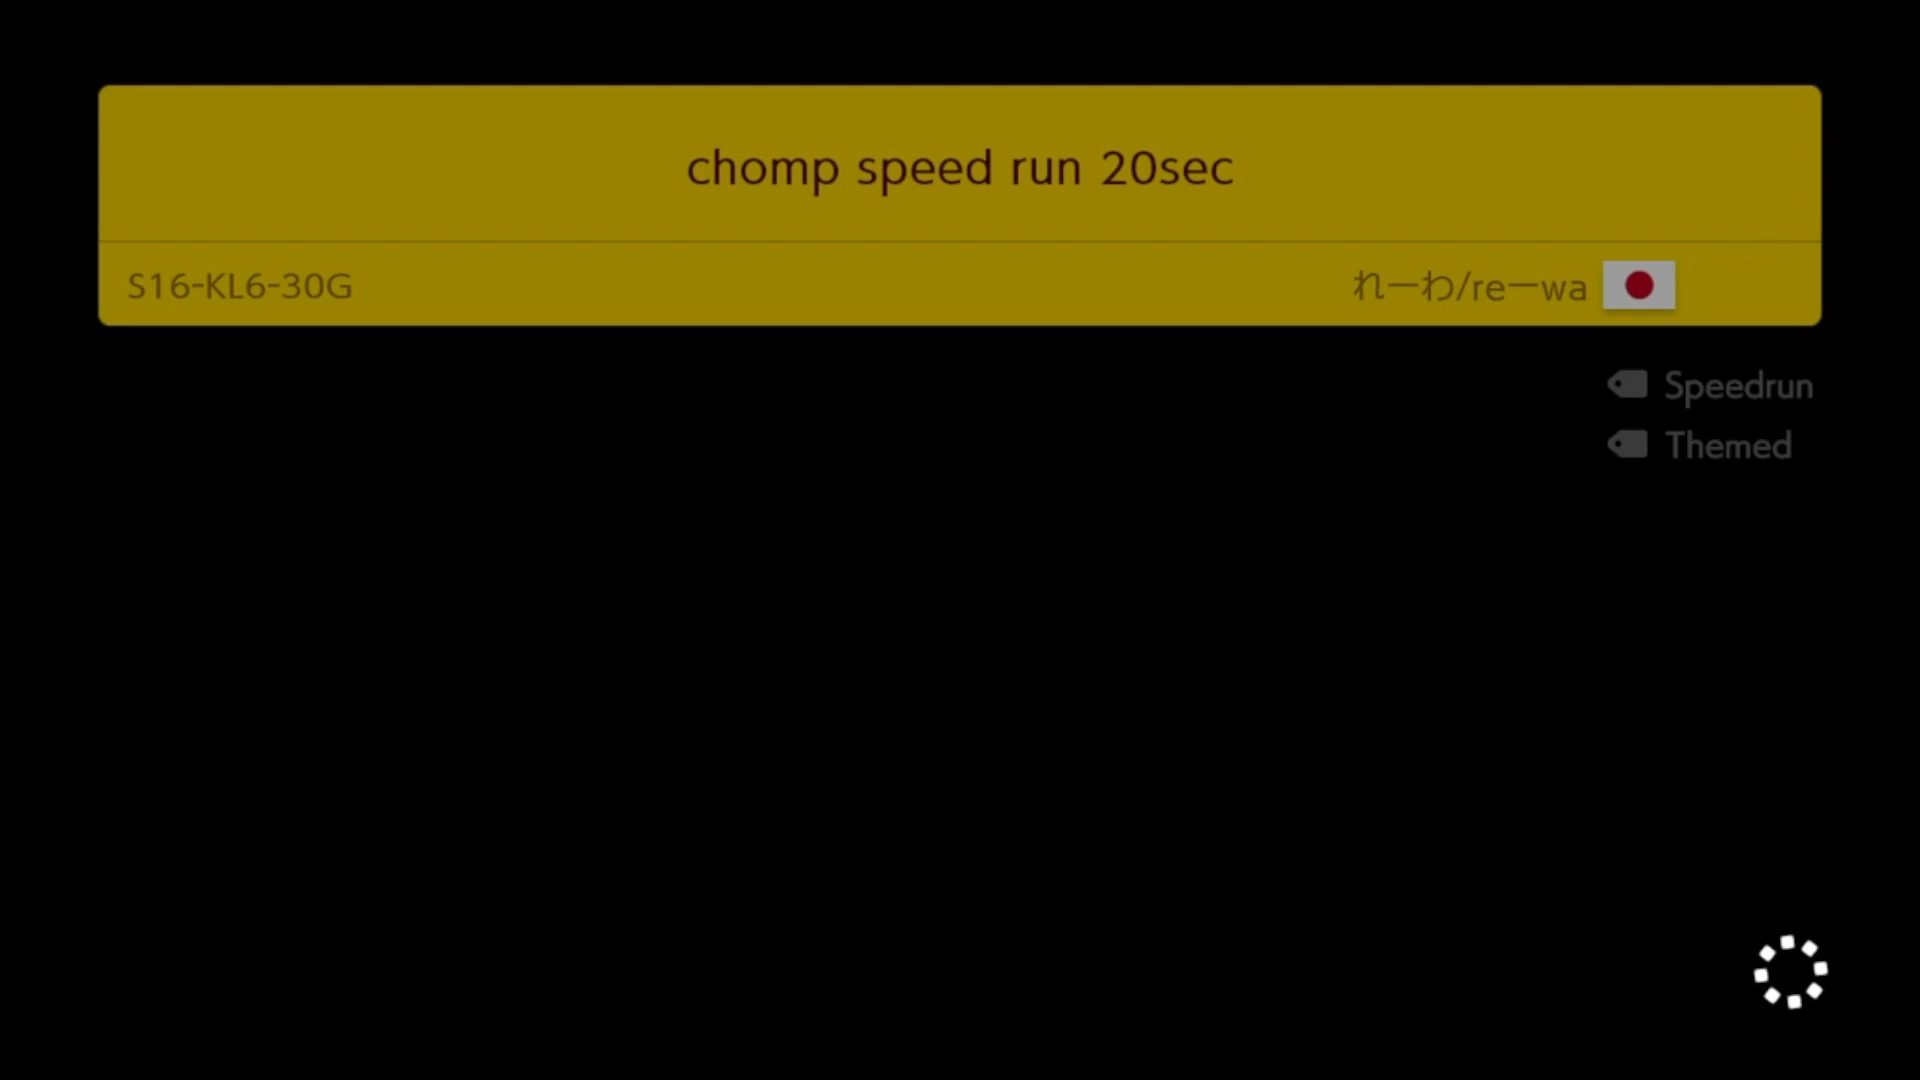 chomp speed run 20sec
S16-KL6-30G
れーわ/reーwa
Speedrun
Themed